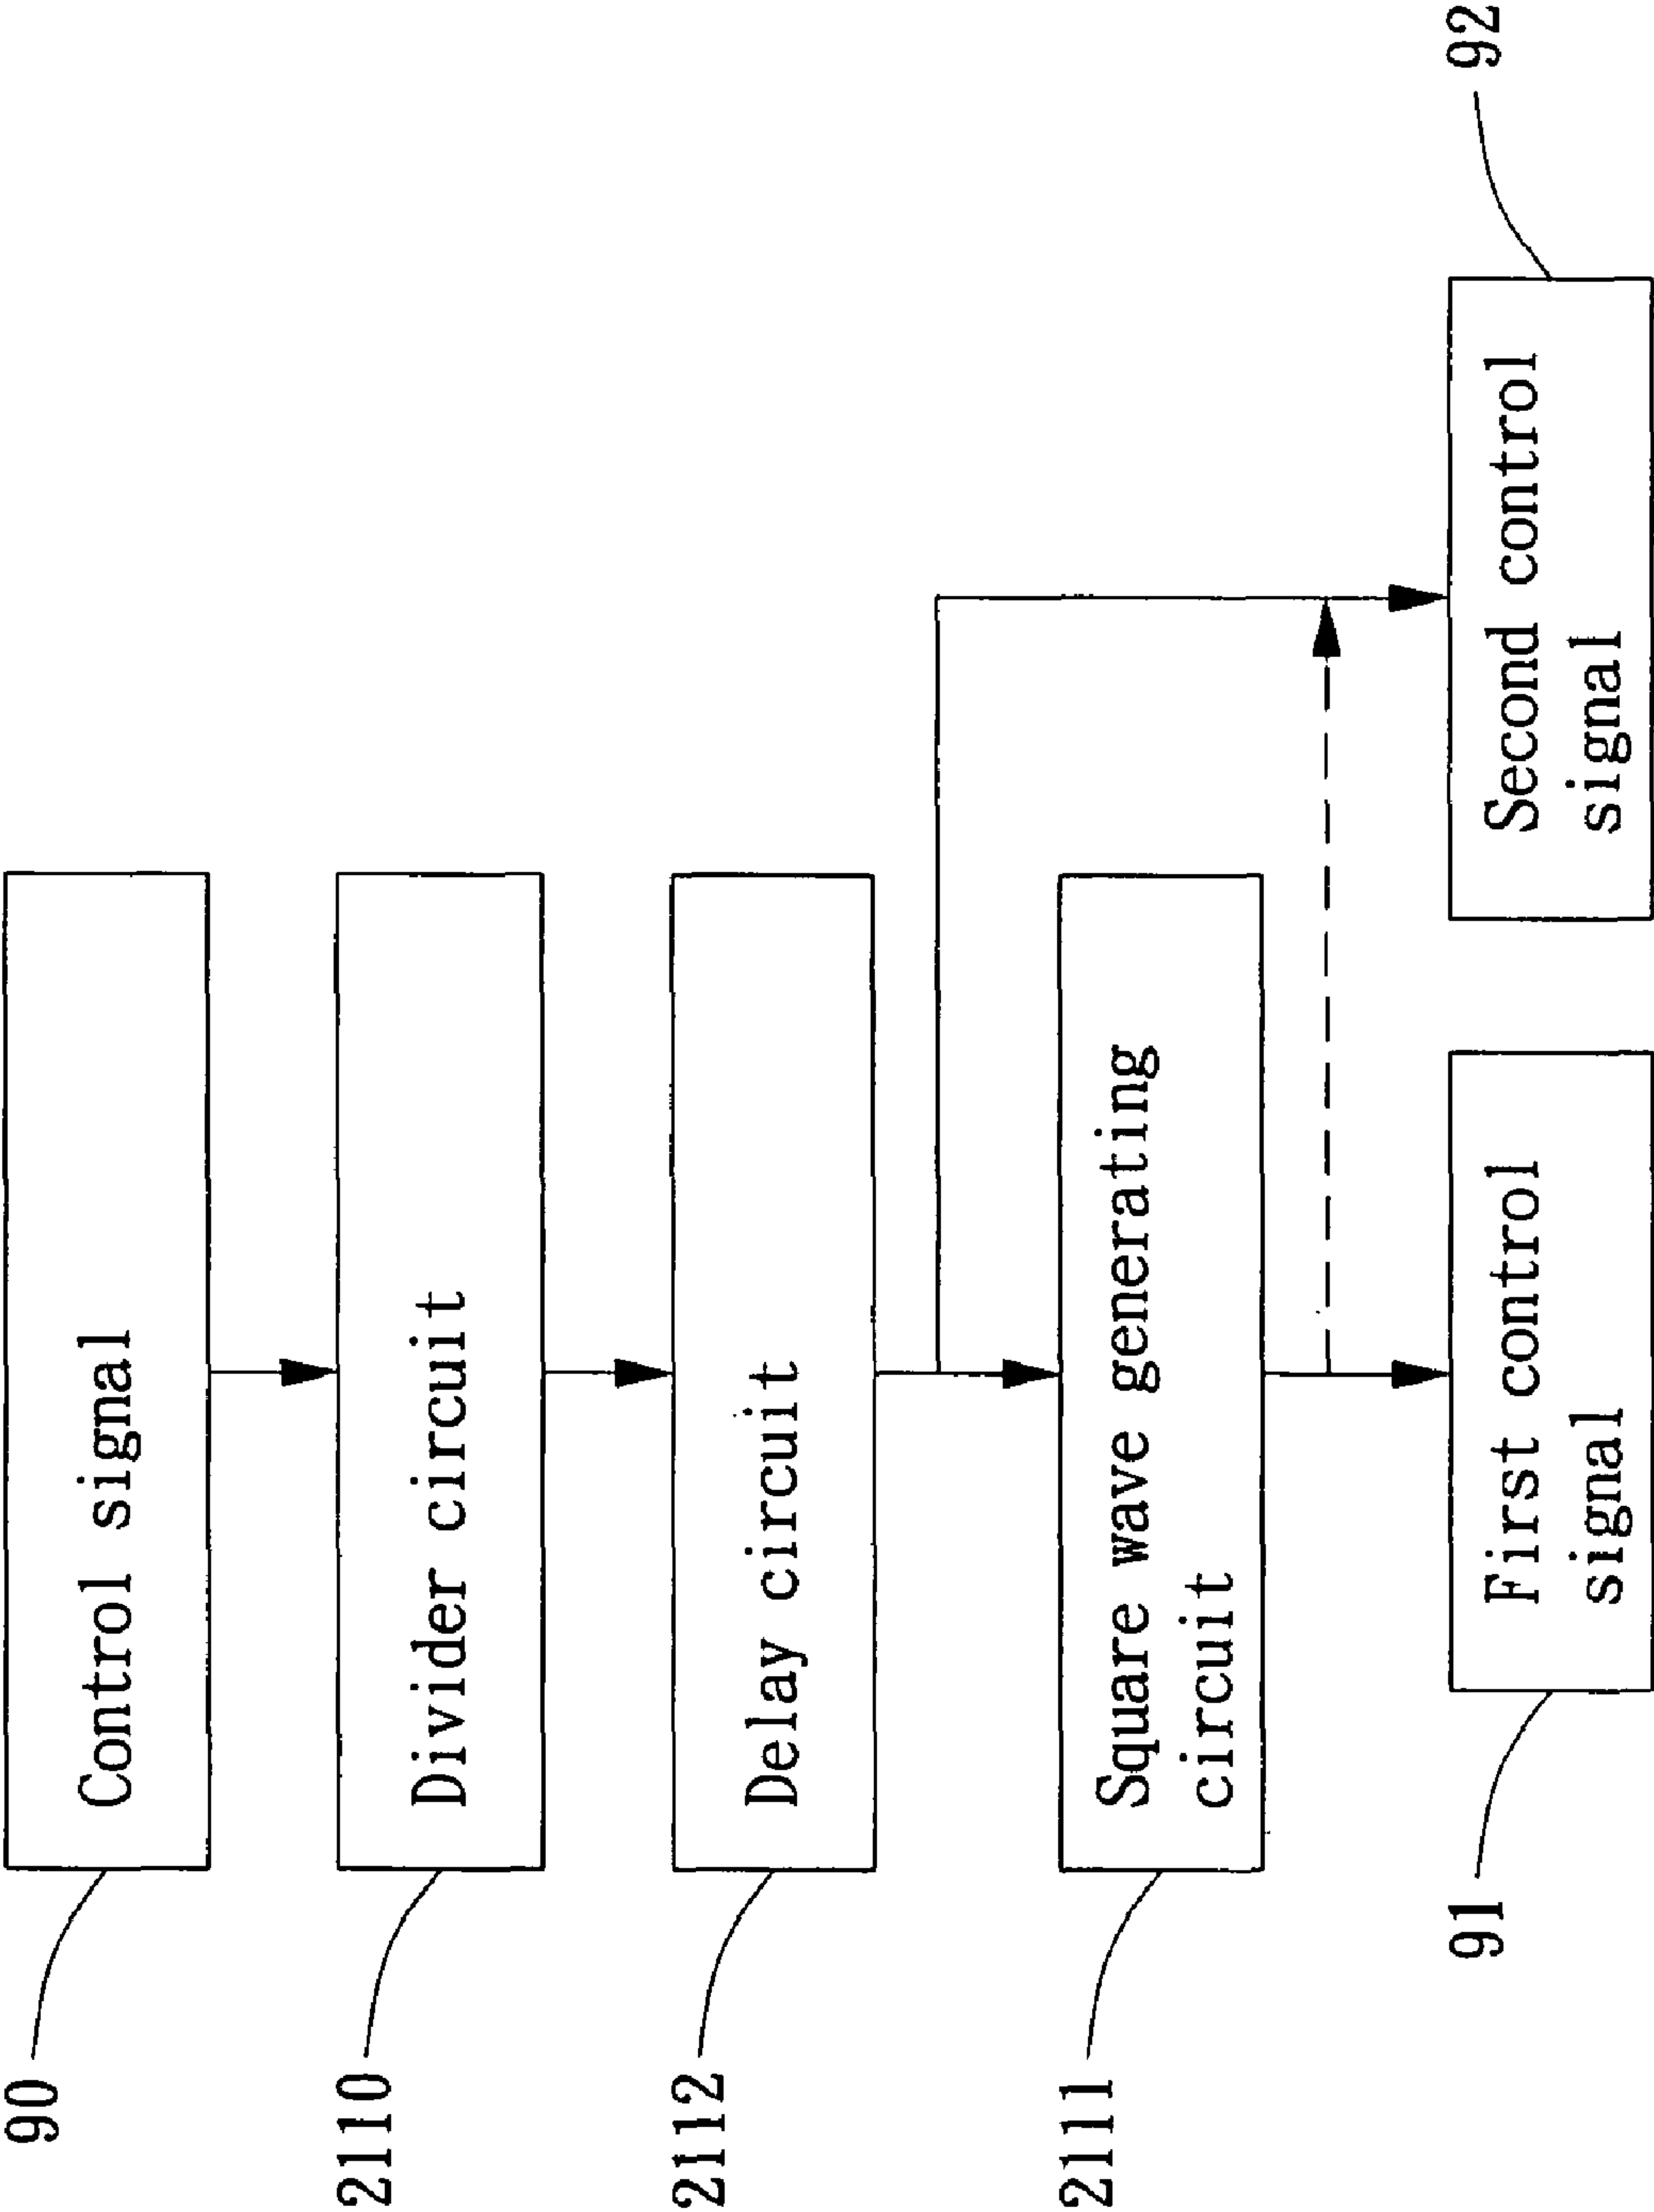 90
Control signal
2110
Divider circuit
2112
Delay circuit
2111
Square wave generating
circuit
91
First control
signal
Second control
signal
92